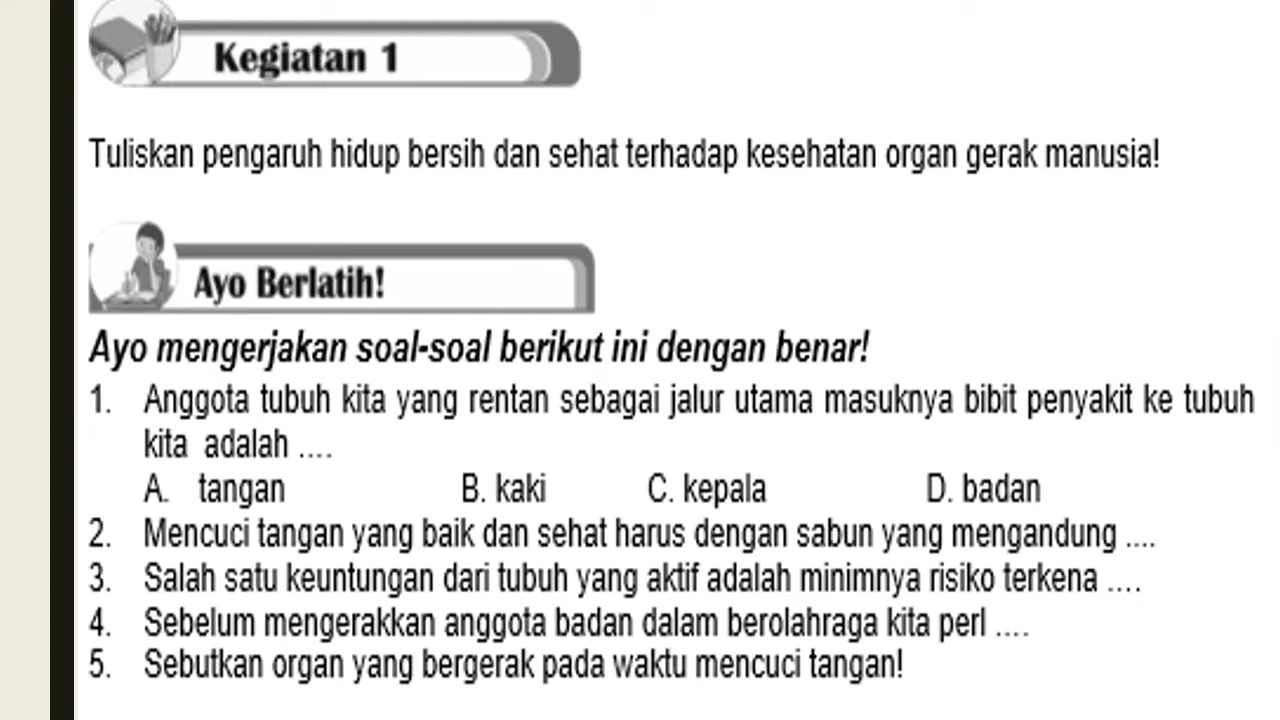 Kegiatan 1
Tuliskan pengaruh hidup bersih dan sehat terhadap kesehatan organ gerak manusia!
Ayo Berlatih!
Ayo mengerjakan soal-soal berikut ini dengan benar!
1. Anggota tubuh kita yang rentan sebagai jalur utama masuknya bibit penyakit ke tubuh
kita adalah ....
A. tangan B. kaki C. kepala D. badan
2. Mencuci tangan yang baik dan sehat harus dengan sabun yang mengandung ....
3. Salah satu keuntungan dari tubuh yang aktif adalah minimnya risiko terkena ....
4. Sebelum mengerakkan anggota badan dalam berolahraga kita perl ....
5. Sebutkan organ yang bergerak pada waktu mencuci tangan!